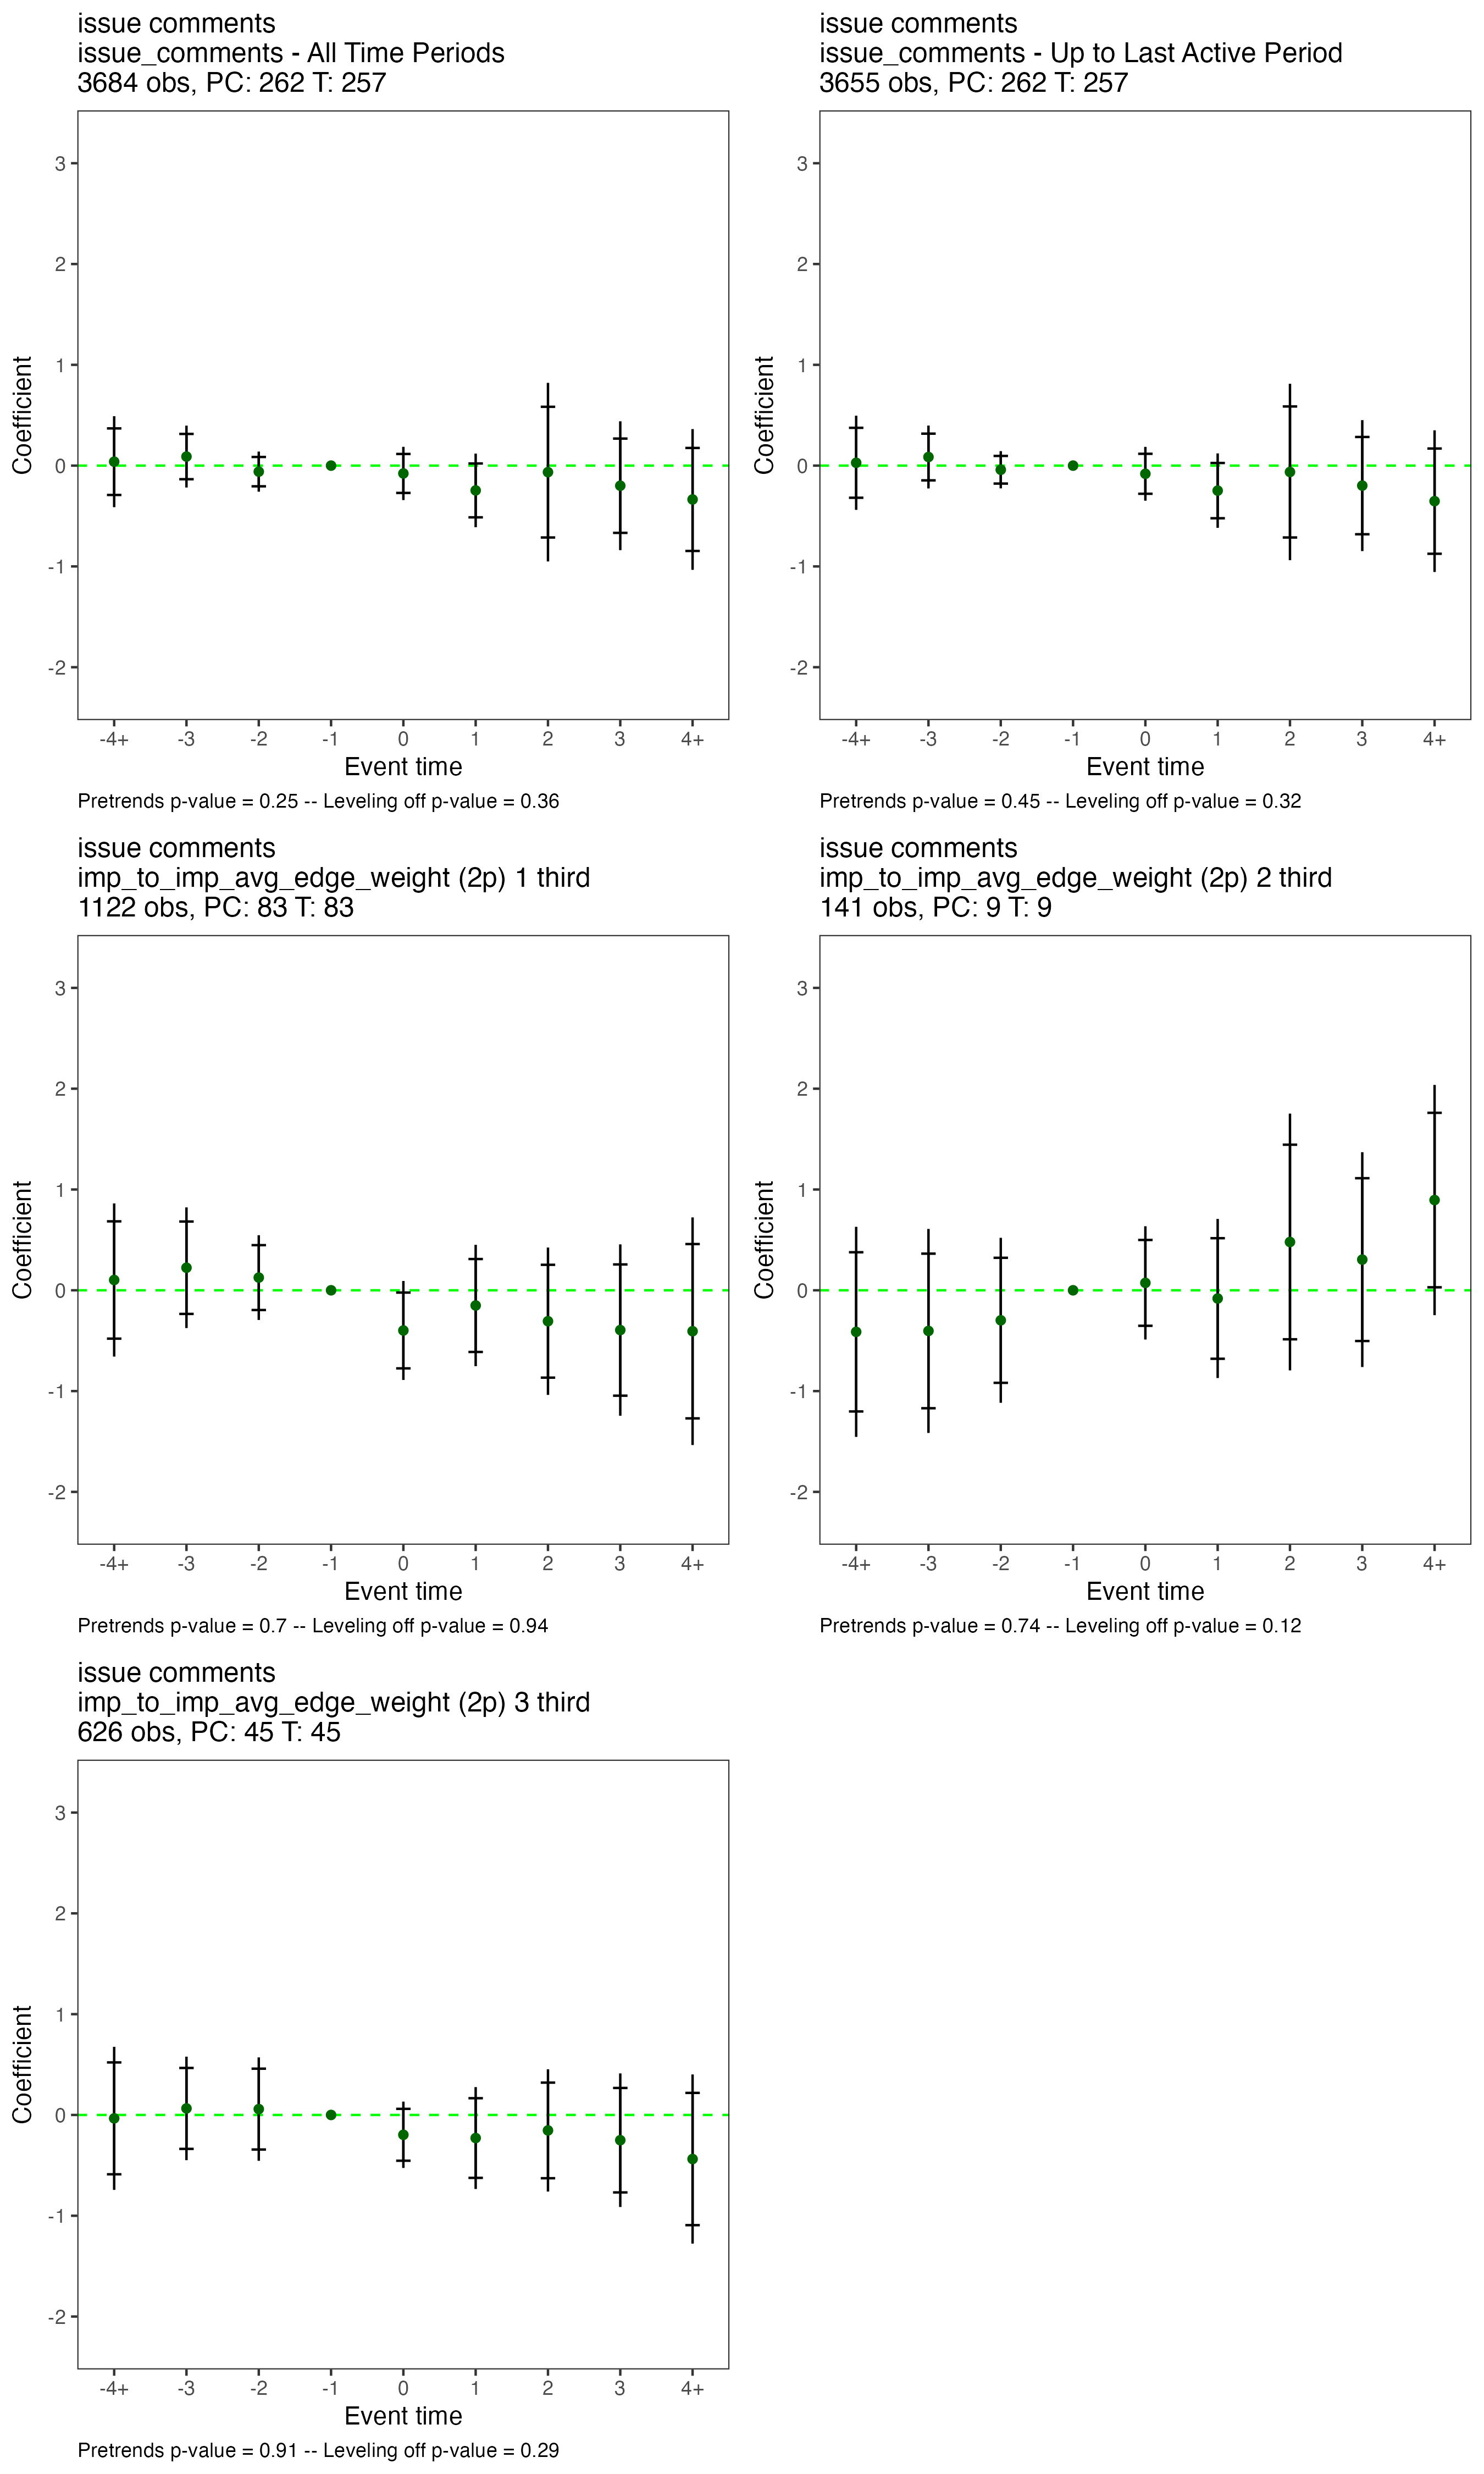 issue comments
issue_comments - All Time Periods
3684 obs, PC: 262 T: 257
Coefficient
3
2
1
0
-1
-2
-4+ -3 -2 -1 0 1 2 3 4+
Event time
Pretrends p-value = 0.25 -- Leveling off p-value = 0.36
issue comments
issue_comments - Up to Last Active Period
3655 obs, PC: 262 T: 257
Coefficient
3
2
1
0
-1
-2
-4+ -3 -2 -1 0 1 2 3 4+
Event time
Pretrends p-value = 0.45 -- Leveling off p-value = 0.32
issue comments
imp_to_imp_avg_edge_weight (2p) 1 third
1122 obs, PC: 83 T: 83
Coefficient
3
2
1
0
-1
-2
-4+ -3 -2 -1 0 1 2 3 4+
Event time
Pretrends p-value = 0.7 -- Leveling off p-value = 0.94
issue comments
imp_to_imp_avg_edge_weight (2p) 2 third
141 obs, PC: 9 T: 9
Coefficient
3
2
1
0
-1
-2
-4+ -3 -2 -1 0 1 2 3 4+
Event time
Pretrends p-value = 0.74 -- Leveling off p-value = 0.12
issue comments
imp_to_imp_avg_edge_weight (2p) 3 third
626 obs, PC: 45 T: 45
Coefficient
3
2
1
0
-1
-2
-4+ -3 -2 -1 0 1 2 3 4+
Event time
Pretrends p-value = 0.91 -- Leveling off p-value = 0.29